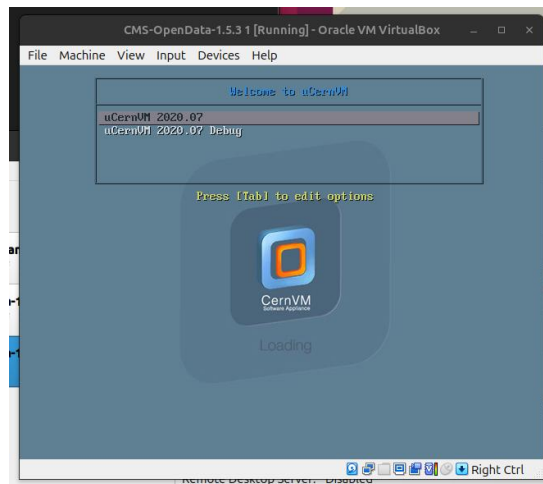 CMS-OpenData-1.5.3 1 [Running] - Oracle VM VirtualBox
File Machine View Input Devices Help
Welcome to uCernVM
uCernVM 2020.07
uCernVM 2020.07 Debug
Press [Tab] to edit options
CernVM
Software Appliance
Loading
Right Ctrl
Remote Desktop Server: Disabled